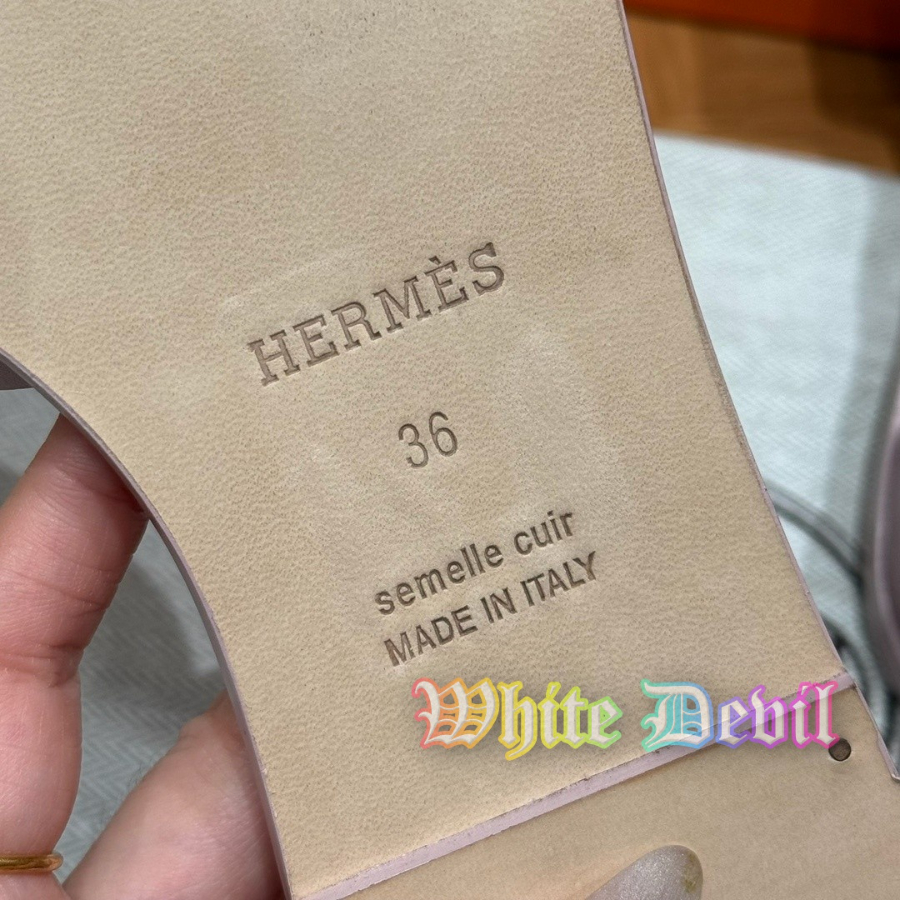 HERMÈS
36
semelle cuir
MADE IN ITALY
White Devil